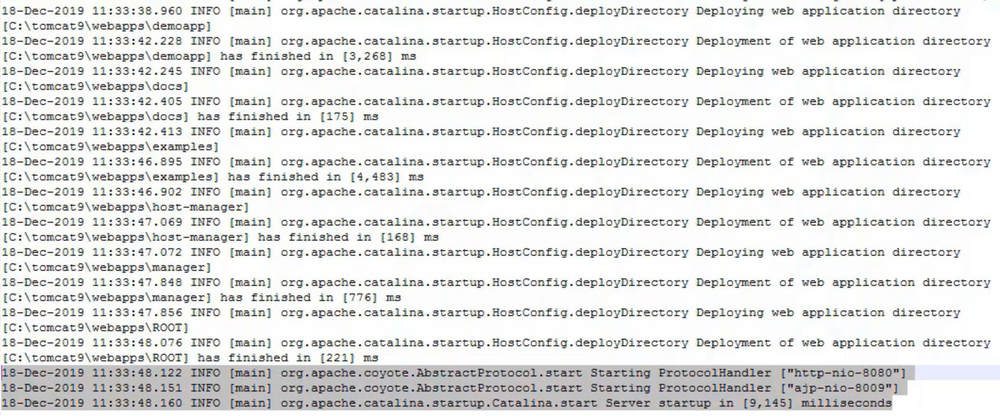 18-Dec-2019 11:33:38.960 INFO [main] org.apache.catalina.startup.HostConfig.deployDirectory Deploying web application directory
[C:\tomcat9\webapps\demoapp]
18-Dec-2019 11:33:42.228 INFO [main] org.apache.catalina.startup.HostConfig.deployDirectory Deployment of web application directory
[C:\tomcat9\webapps\demoapp] has finished in [3,268] ms
18-Dec-2019 11:33:42.245 INFO [main] org.apache.catalina.startup.HostConfig.deployDirectory Deploying web application directory
[C:\tomcat9\webapps\docs]
18-Dec-2019 11:33:42.405 INFO [main] org.apache.catalina.startup.HostConfig.deployDirectory Deployment of web application directory
[C:\tomcat9\webapps\docs] has finished in [175] ms
18-Dec-2019 11:33:42.413 INFO [main] org.apache.catalina.startup.HostConfig.deployDirectory Deploying web application directory
[C:\tomcat9\webapps\examples]
18-Dec-2019 11:33:46.895 INFO [main] org.apache.catalina.startup.HostConfig.deployDirectory Deployment of web application directory
[C:\tomcat9\webapps\examples] has finished in [4,483] ms
18-Dec-2019 11:33:46.902 INFO [main] org.apache.catalina.startup.HostConfig.deployDirectory Deploying web application directory
[C:\tomcat9\webapps\host-manager]
18-Dec-2019 11:33:47.069 INFO [main] org.apache.catalina.startup.HostConfig.deployDirectory Deployment of web application directory
[C:\tomcat9\webapps\host-manager] has finished in [168] ms
18-Dec-2019 11:33:47.072 INFO [main] org.apache.catalina.startup.HostConfig.deployDirectory Deploying web application directory
[C:\tomcat9\webapps\manager]
18-Dec-2019 11:33:47.848 INFO [main] org.apache.catalina.startup.HostConfig.deployDirectory Deployment of web application directory
[C:\tomcat9\webapps\manager] has finished in [776] ms
18-Dec-2019 11:33:47.856 INFO [main] org.apache.catalina.startup.HostConfig.deployDirectory Deploying web application directory
[C:\tomcat9\webapps\ROOT]
18-Dec-2019 11:33:48.076 INFO [main] org.apache.catalina.startup.HostConfig.deployDirectory Deployment of web application directory
[C:\tomcat9\webapps\ROOT] has finished in [221] ms
18-Dec-2019 11:33:48.122 INFO [main] org.apache.coyote.AbstractProtocol.start Starting ProtocolHandler ["http-nio-8080"]
18-Dec-2019 11:33:48.151 INFO [main] org.apache.coyote.AbstractProtocol.start Starting ProtocolHandler ["ajp-nio-8009"]
18-Dec-2019 11:33:48.160 INFO [main] org.apache.catalina.startup.Catalina.start Server startup in [9,145] milliseconds